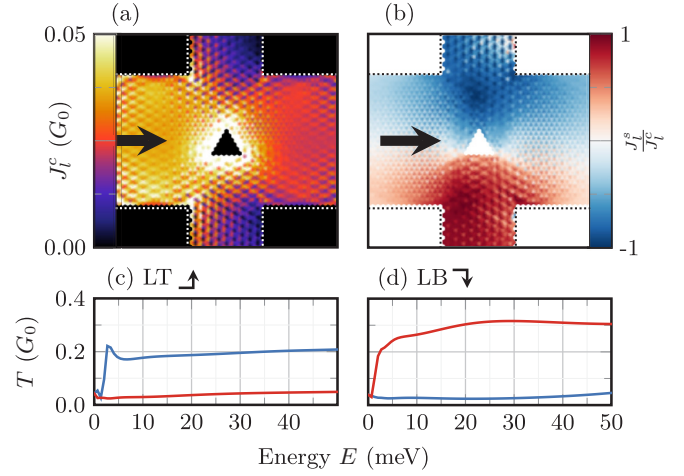 (a)
(b)
0.05
0.00
J_l^c (G_0)
1
-1
J_l^s / J_l^c
(c) LT
(d) LB
0.4
0.2
0.0
T (G_0)
0 10 20 30 40
0 10 20 30 40 50
Energy E (meV)